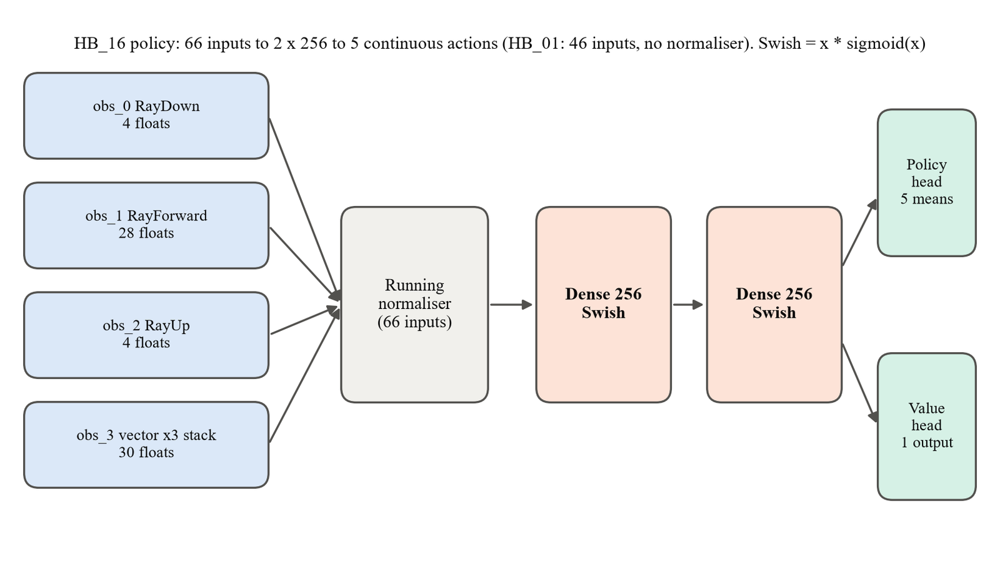 HB_16 policy: 66 inputs to 2 x 256 to 5 continuous actions (HB_01: 46 inputs, no normaliser). Swish = x * sigmoid(x)
obs_0 RayDown
4 floats
obs_1 RayForward
28 floats
obs_2 RayUp
4 floats
obs_3 vector x3 stack
30 floats
Running
normaliser
(66 inputs)
Dense 256
Swish
Dense 256
Swish
Policy
head
5 means
Value
head
1 output